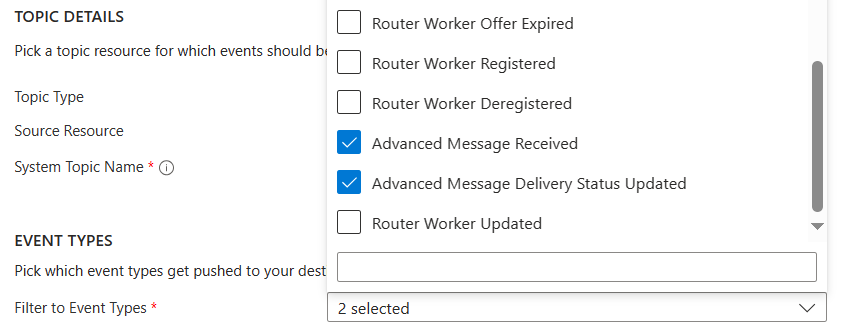 TOPIC DETAILS
Pick a topic resource for which events should be
Topic Type
Source Resource
System Topic Name *
Router Worker Offer Expired
Router Worker Registered
Router Worker Deregistered
Advanced Message Received
Advanced Message Delivery Status Updated
Router Worker Updated
EVENT TYPES
Pick which event types get pushed to your dest
Filter to Event Types *
2 selected